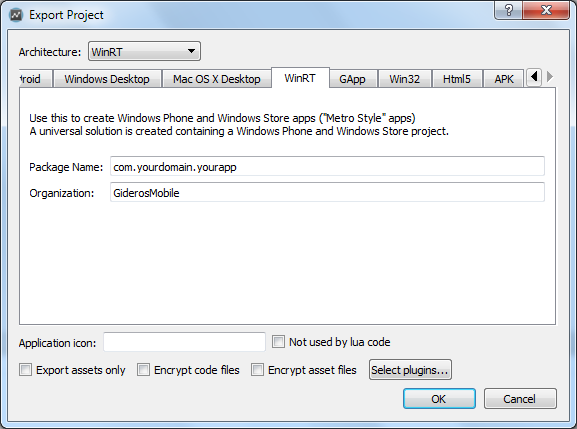 Export Project
Architecture: WinRT
roid Windows Desktop Mac OS X Desktop WinRT GApp Win32 Html5 APK
Use this to create Windows Phone and Windows Store apps ("Metro Style" apps)
A universal solution is created containing a Windows Phone and Windows Store project.
Package Name: com.yourdomain.yourapp
Organization: GiderosMobile
Application icon: Not used by lua code
Export assets only Encrypt code files Encrypt asset files Select plugins...
OK Cancel